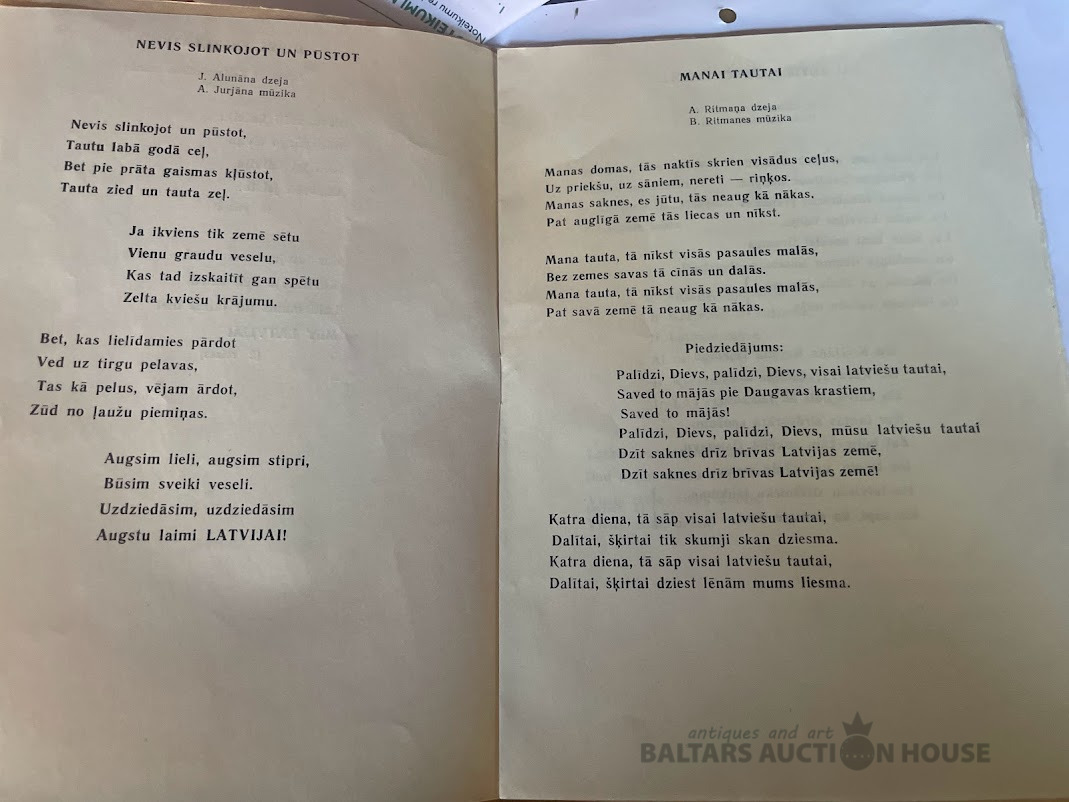 TEIKUMI
Noteikumu
1.
NEVIS SLINKOJOT UN PŪSTOT
J. Alunāna dzeja
A. Jurjāna mūzika
Nevis slinkojot un pūstot,
Tautu labā godā ceļ,
Bet pie prāta gaismas kļūstot,
Tauta zied un tauta zeļ.
Ja ikviens tik zemē sētu
Vienu graudu veselu,
Kas tad izskaitīt gan spētu
Zelta kviešu krājumu.
Bet, kas lielīdamies pārdot
Ved uz tirgu pelavas,
Tas kā pelus, vējam ārdot,
Zūd no ļaužu piemiņas.
Augsim lieli, augsim stipri,
Būsim sveiki veseli.
Uzdziedāsim, uzdziedāsim
Augstu laimi LATVIJAI!
MANAI TAUTAI
A. Ritmaņa dzeja
B. Ritmanes mūzika
Manas domas, tās naktīs skrien visādus ceļus,
Uz priekšu, uz sāniem, nereti — riņķos.
Manas saknes, es jūtu, tās neaug kā nākas.
Pat auglīgā zemē tās liecas un nīkst.
Mana tauta, tā nīkst visās pasaules malās,
Bez zemes savas tā cīnās un dalās.
Mana tauta, tā nīkst visās pasaules malās,
Pat savā zemē tā neaug kā nākas.
Piedziedājums:
Palīdzi, Dievs, palīdzi, Dievs, visai latviešu tautai,
Saved to mājās pie Daugavas krastiem,
Saved to mājās!
Palīdzi, Dievs, palīdzi, Dievs, mūsu latviešu tautai
Dzīt saknes drīz brīvas Latvijas zemē,
Dzīt saknes drīz brīvas Latvijas zemē!
Katra diena, tā sāp visai latviešu tautai,
Dalītai, šķirtai tik skumji skan dziesma.
Katra diena, tā sāp visai latviešu tautai,
Dalītai, šķirtai dziest lēnām mums liesma.
antiques and art
BALTARS AUCTION HOUSE